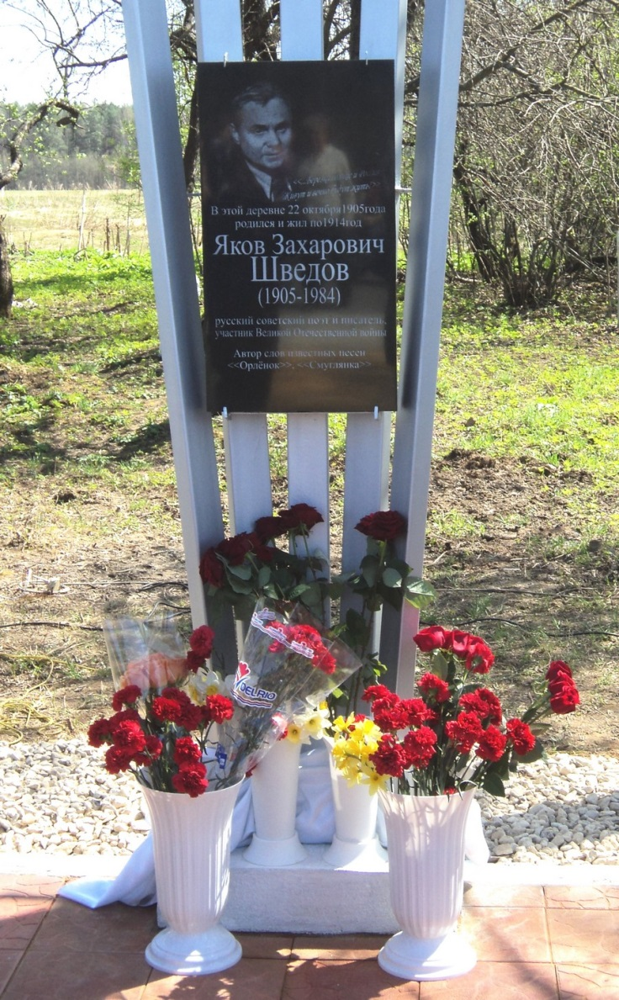 В этой деревне 22 октября1905года
родился и жил по1914год
Яков Захарович
Шведов
(1905-1984)
русский советский поэт и писатель,
участник Великой Отечественной войны
Автор слов известных песен
<<Орлёнок>>, <<Смуглянка>>
DELRIO